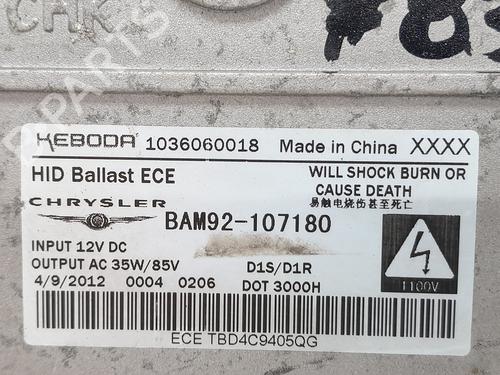 CHK
KEBODA 1036060018 Made in China XXXX
HID Ballast ECE
WILL SHOCK BURN OR
CAUSE DEATH
易触电烧伤甚至死亡
CHRYSLER
BAM92-107180
INPUT 12V DC
OUTPUT AC 35W/85V D1S/D1R
4/9/2012 0004 0206 DOT 3000H
1100V
ECE TBD4C9405QG